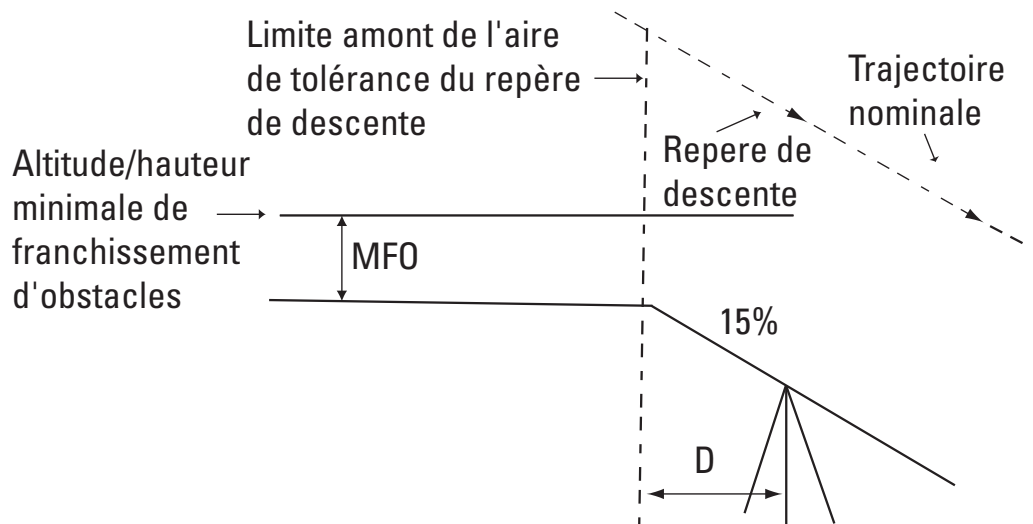 Limite amont de l'aire
de tolérance du repère
de descente
Trajectoire
nominale
Repere de
descente
Altitude/hauteur
minimale de
franchissement
d'obstacles
MFO
15%
D